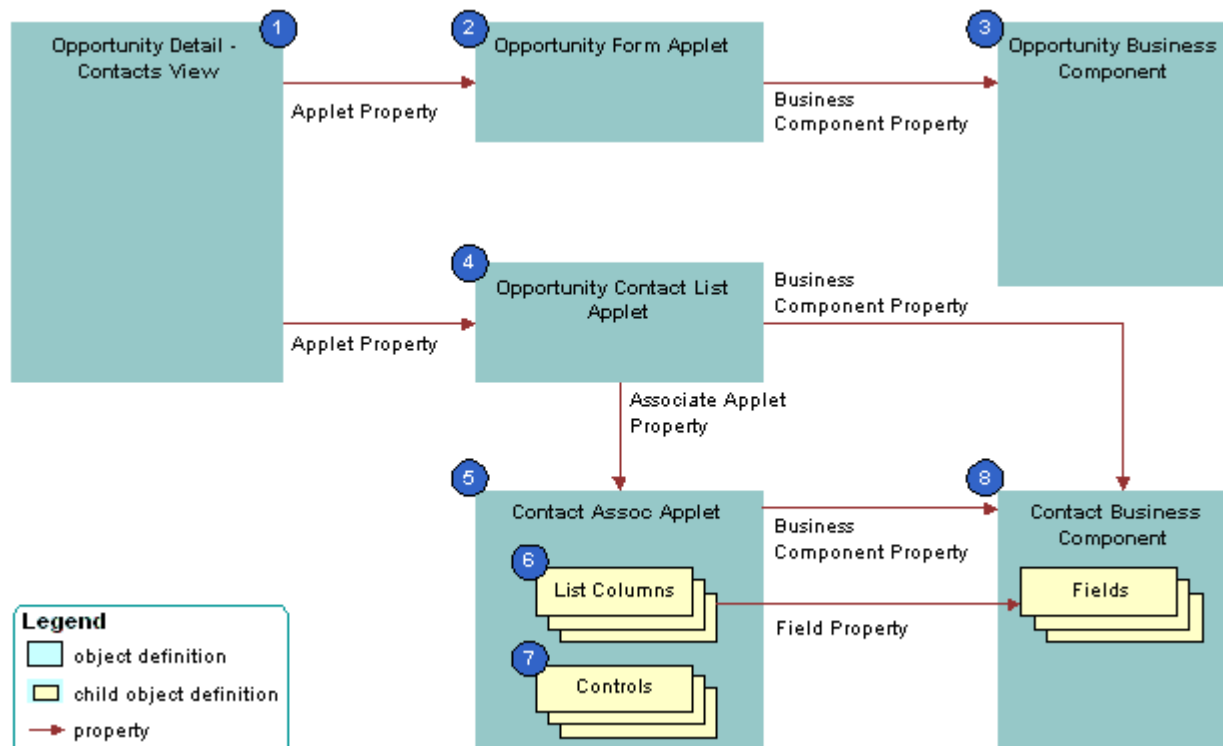 1
Opportunity Detail -
Contacts View
2
Opportunity Form Applet
3
Opportunity Business
Component
Applet Property
Business
Component Property
4
Opportunity Contact List
Applet
Business
Component Property
Applet Property
Associate Applet
Property
5
Contact Assoc Applet
8
Contact Business
Component
Business
Component Property
6
List Columns
Fields
Field Property
7
Controls
Legend
object definition
child object definition
property